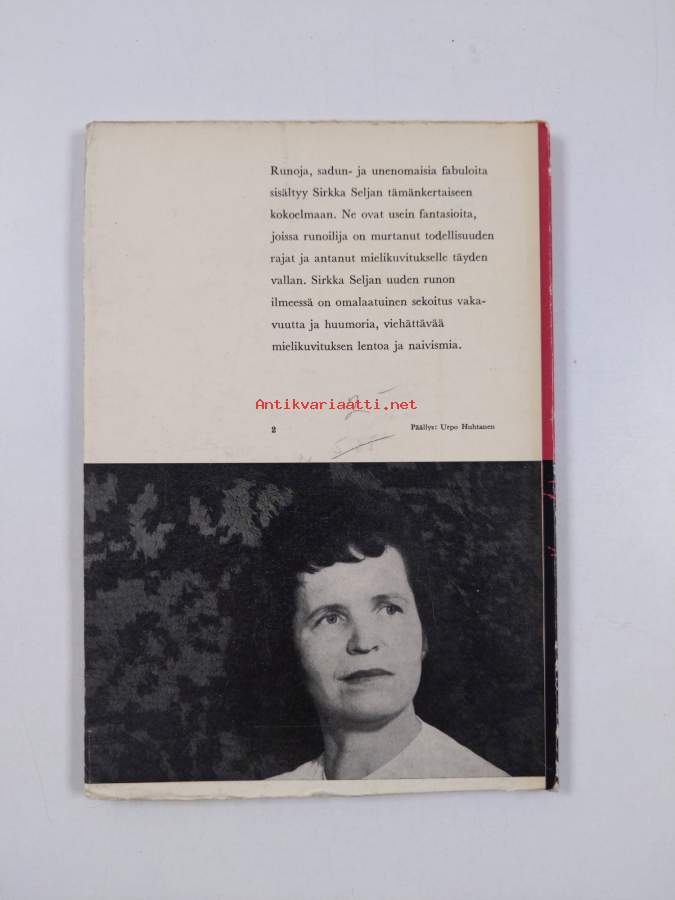 Runoja, sadun- ja unenomaisia fabuloita
sisältyy Sirkka Seljan tämänkertaiseen
kokoelmaan. Ne ovat usein fantasioita,
joissa runoilija on murtanut todellisuuden
rajat ja antanut mielikuvitukselle täyden
vallan. Sirkka Seljan uuden runon
ilmeessä on omalaatuinen sekoitus vaka-
vuutta ja huumoria, viehättävää
mielikuvituksen lentoa ja naivismia.
Antikvariaatti.net
2 Päällys: Urpo Huhtanen